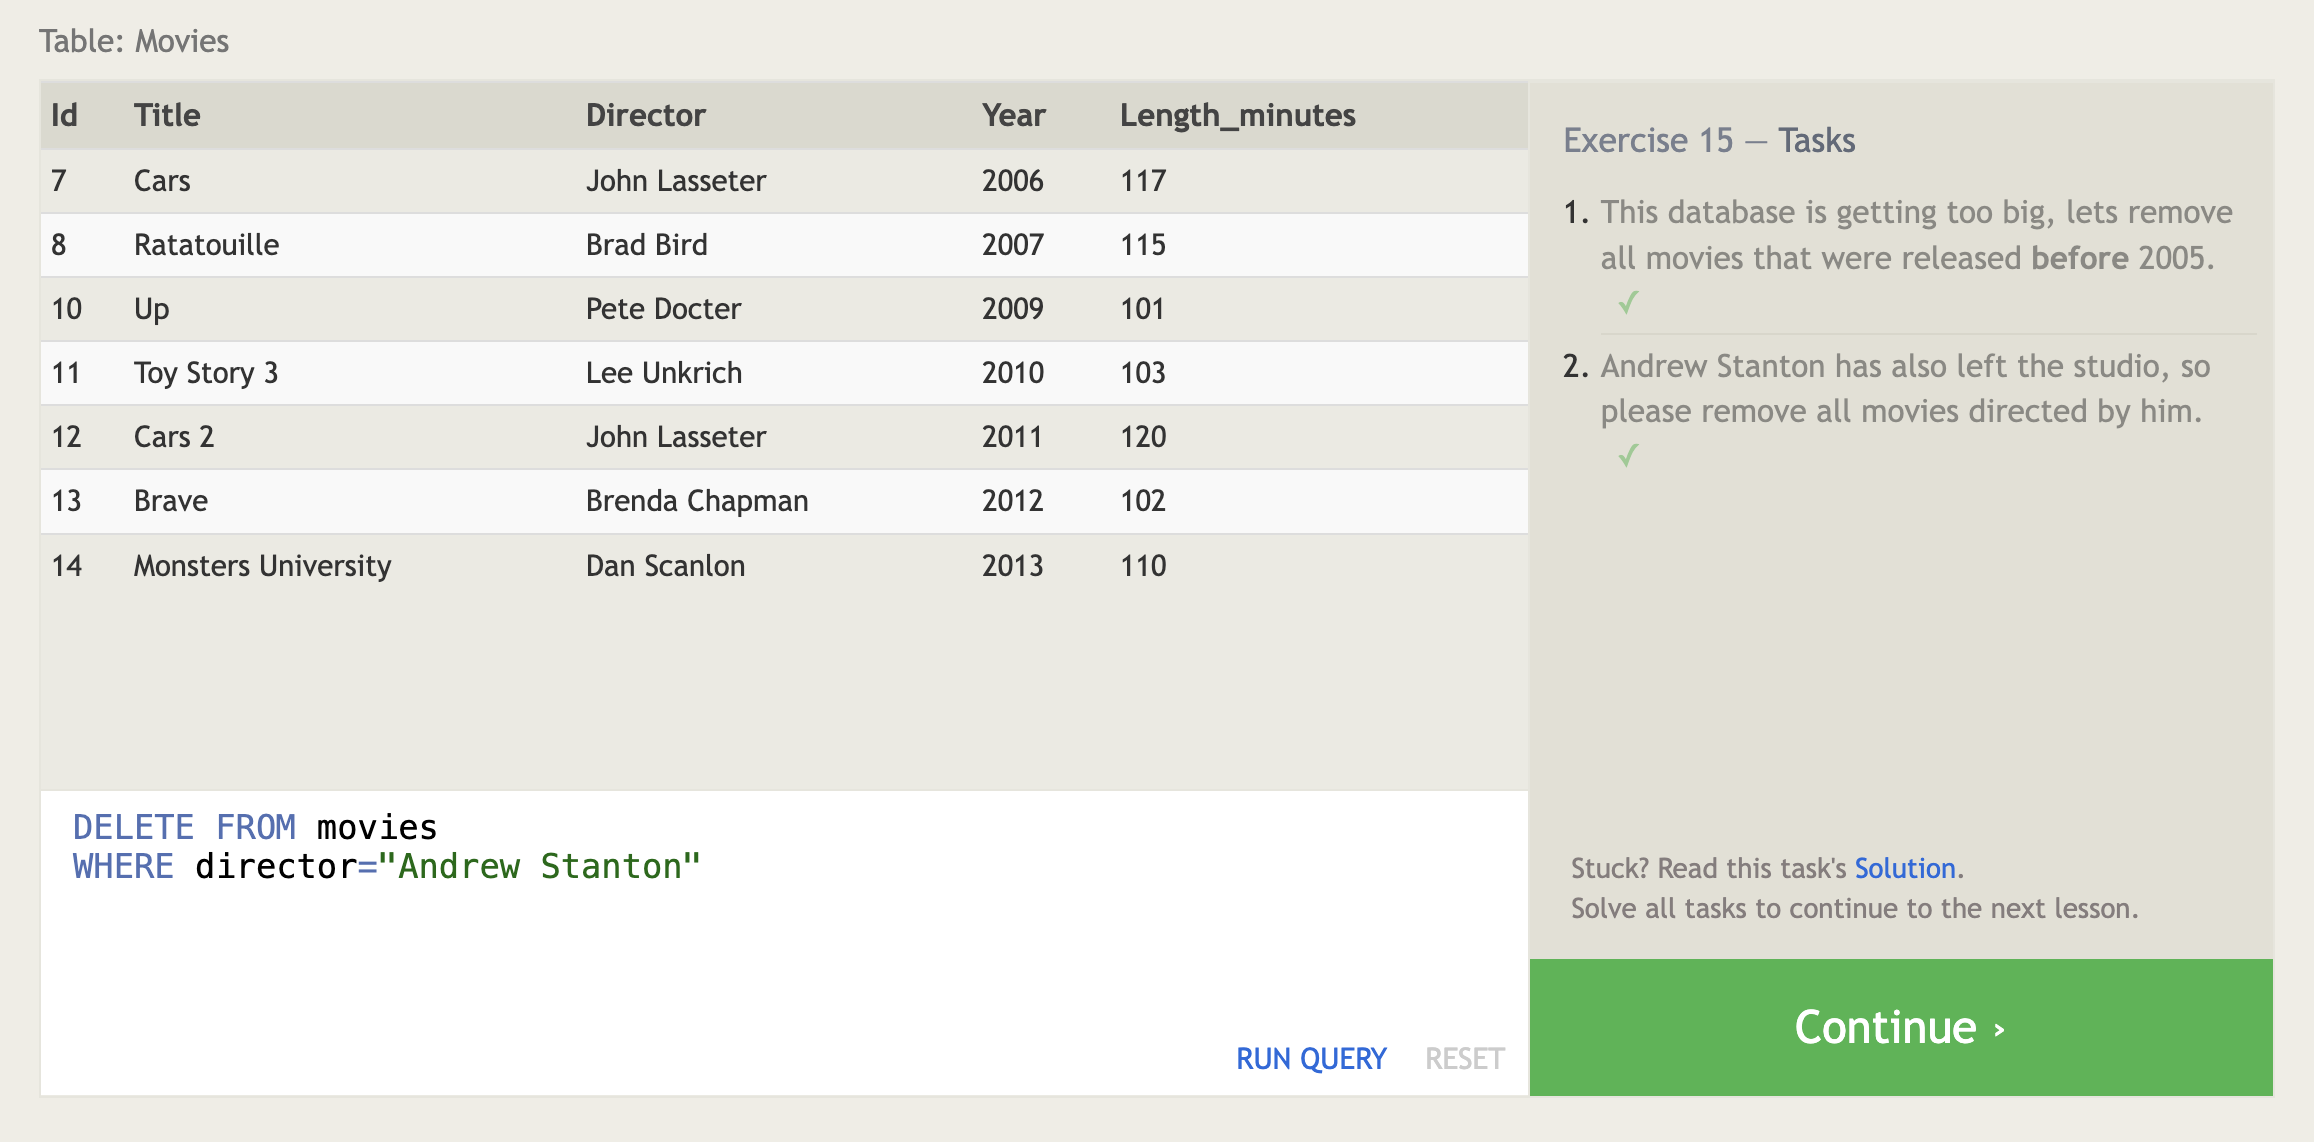 Table: Movies
Id Title Director Year Length_minutes
7 Cars John Lasseter 2006 117
8 Ratatouille Brad Bird 2007 115
10 Up Pete Docter 2009 101
11 Toy Story 3 Lee Unkrich 2010 103
12 Cars 2 John Lasseter 2011 120
13 Brave Brenda Chapman 2012 102
14 Monsters University Dan Scanlon 2013 110
DELETE FROM movies
WHERE director="Andrew Stanton"
RUN QUERY RESET
Exercise 15 — Tasks
1. This database is getting too big, lets remove
all movies that were released before 2005.
✓
2. Andrew Stanton has also left the studio, so
please remove all movies directed by him.
✓
Stuck? Read this task's Solution.
Solve all tasks to continue to the next lesson.
Continue ›